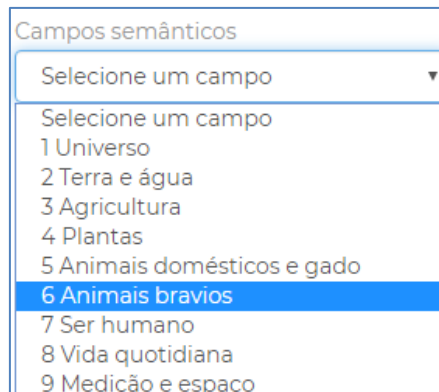 Campos semânticos
Selecione um campo
Selecione um campo
1 Universo
2 Terra e água
3 Agricultura
4 Plantas
5 Animais domésticos e gado
6 Animais bravios
7 Ser humano
8 Vida quotidiana
9 Medição e espaço